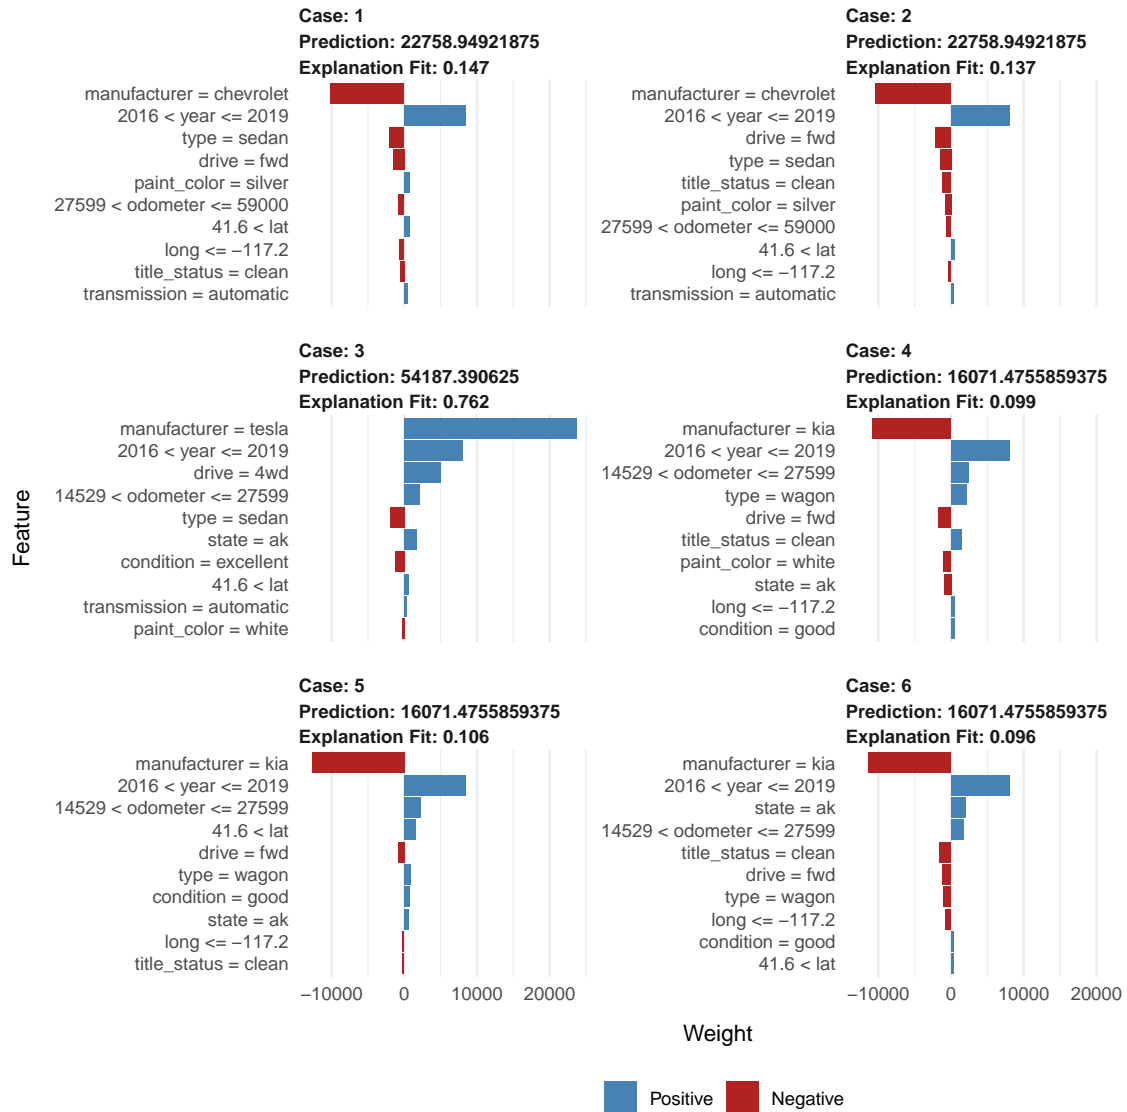 Case: 1
Prediction: 22758.94921875
Explanation Fit: 0.147
manufacturer = chevrolet
2016 < year <= 2019
type = sedan
drive = fwd
paint_color = silver
27599 < odometer <= 59000
41.6 < lat
long <= −117.2
title_status = clean
transmission = automatic
Case: 2
Prediction: 22758.94921875
Explanation Fit: 0.137
manufacturer = chevrolet
2016 < year <= 2019
drive = fwd
type = sedan
title_status = clean
paint_color = silver
27599 < odometer <= 59000
41.6 < lat
long <= −117.2
transmission = automatic
Case: 3
Prediction: 54187.390625
Explanation Fit: 0.762
manufacturer = tesla
2016 < year <= 2019
drive = 4wd
14529 < odometer <= 27599
type = sedan
state = ak
condition = excellent
41.6 < lat
transmission = automatic
paint_color = white
Case: 4
Prediction: 16071.4755859375
Explanation Fit: 0.099
manufacturer = kia
2016 < year <= 2019
14529 < odometer <= 27599
type = wagon
drive = fwd
title_status = clean
paint_color = white
state = ak
long <= −117.2
condition = good
Case: 5
Prediction: 16071.4755859375
Explanation Fit: 0.106
manufacturer = kia
2016 < year <= 2019
14529 < odometer <= 27599
41.6 < lat
drive = fwd
type = wagon
condition = good
state = ak
long <= −117.2
title_status = clean
−10000 0 10000 20000
Case: 6
Prediction: 16071.4755859375
Explanation Fit: 0.096
manufacturer = kia
2016 < year <= 2019
state = ak
14529 < odometer <= 27599
title_status = clean
drive = fwd
type = wagon
long <= −117.2
condition = good
41.6 < lat
−10000 0 10000 20000
Feature
Weight
Positive Negative